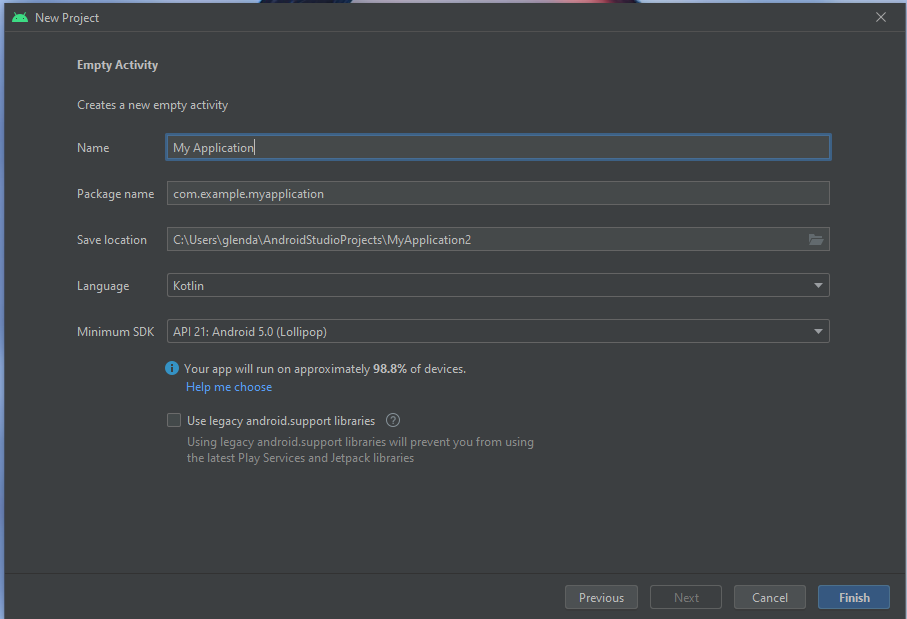 New Project
Empty Activity
Creates a new empty activity
Name My Application
Package name com.example.myapplication
Save location C:\Users\glenda\AndroidStudioProjects\MyApplication2
Language Kotlin
Minimum SDK API 21: Android 5.0 (Lollipop)
i Your app will run on approximately 98.8% of devices.
Help me choose
Use legacy android.support libraries ?
Using legacy android.support libraries will prevent you from using
the latest Play Services and Jetpack libraries
Previous Next Cancel Finish